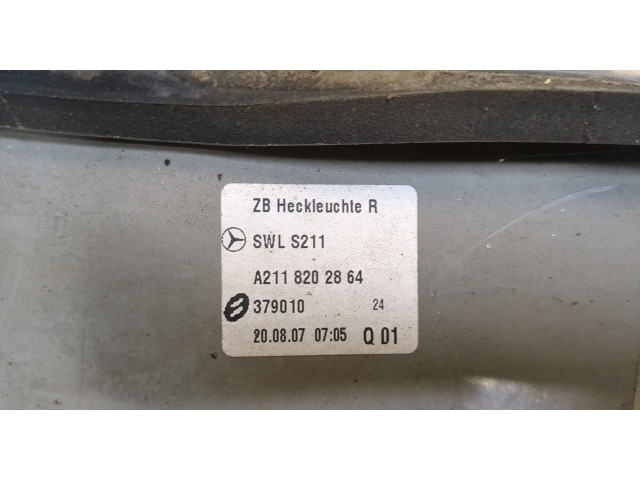 ZB Heckleuchte R
SWL S211
A211 820 28 64
379010 24
20.08.07 07:05 Q 01